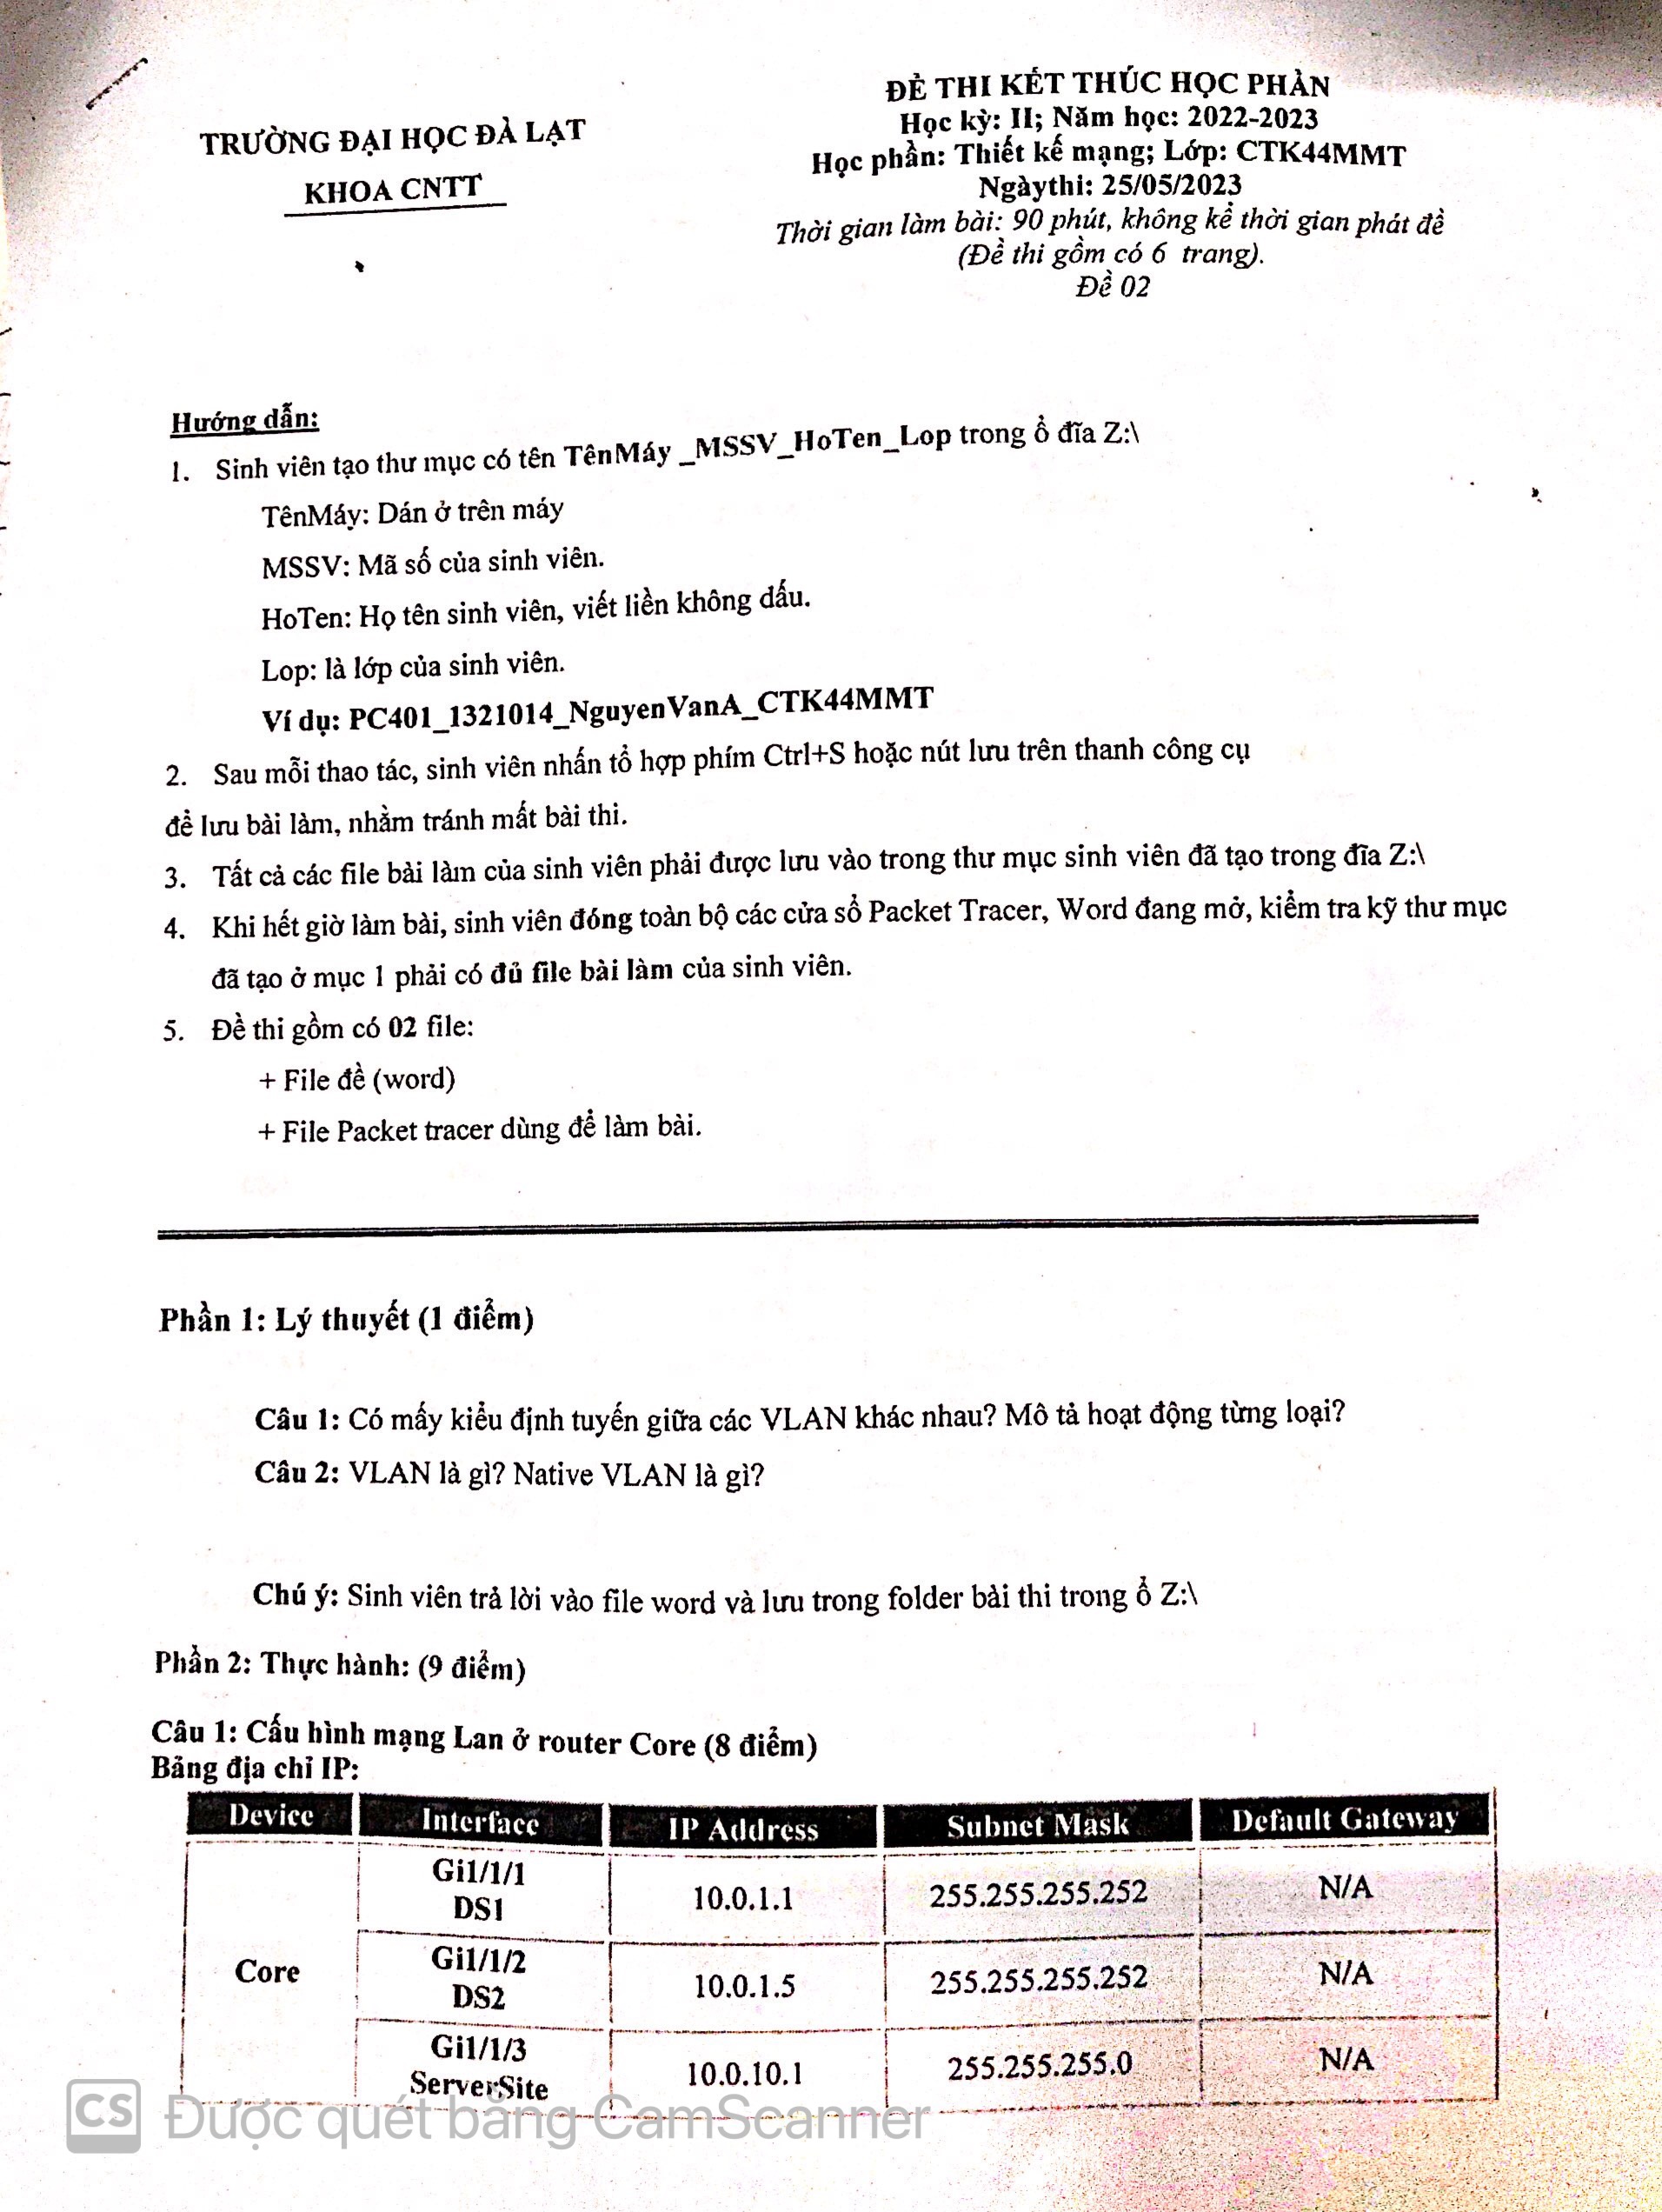 TRƯỜNG ĐẠI HỌC ĐÀ LẠT
KHOA CNTT
ĐỀ THI KẾT THÚC HỌC PHẦN
Học kỳ: II; Năm học: 2022-2023
Học phần: Thiết kế mạng; Lớp: CTK44MMT
Ngàythi: 25/05/2023
Thời gian làm bài: 90 phút, không kể thời gian phát đề
(Đề thi gồm có 6 trang).
Đề 02
Hướng dẫn:
1. Sinh viên tạo thư mục có tên TênMáy _MSSV_HoTen_Lop trong ổ đĩa Z:\
TênMáy: Dán ở trên máy
MSSV: Mã số của sinh viên.
HoTen: Họ tên sinh viên, viết liền không dấu.
Lop: là lớp của sinh viên.
Ví dụ: PC401_1321014_NguyenVanA_CTK44MMT
2. Sau mỗi thao tác, sinh viên nhấn tổ hợp phím Ctrl+S hoặc nút lưu trên thanh công cụ
để lưu bài làm, nhằm tránh mất bài thi.
3. Tất cả các file bài làm của sinh viên phải được lưu vào trong thư mục sinh viên đã tạo trong đĩa Z:\
4. Khi hết giờ làm bài, sinh viên đóng toàn bộ các cửa sổ Packet Tracer, Word đang mở, kiểm tra kỹ thư mục
đã tạo ở mục 1 phải có đủ file bài làm của sinh viên.
5. Đề thi gồm có 02 file:
+ File đề (word)
+ File Packet tracer dùng để làm bài.
Phần 1: Lý thuyết (1 điểm)
Câu 1: Có mấy kiểu định tuyến giữa các VLAN khác nhau? Mô tả hoạt động từng loại?
Câu 2: VLAN là gì? Native VLAN là gì?
Chú ý: Sinh viên trả lời vào file word và lưu trong folder bài thi trong ổ Z:\
Phần 2: Thực hành: (9 điểm)
Câu 1: Cấu hình mạng Lan ở router Core (8 điểm)
Bảng địa chỉ IP:
Device Interface IP Address Subnet Mask Default Gateway
Core
Gi1/1/1
DS1
10.0.1.1 255.255.255.252 N/A
Gi1/1/2
DS2
10.0.1.5 255.255.255.252 N/A
Gi1/1/3
ServerSite
10.0.10.1 255.255.255.0 N/A
CS Được quét bằng CamScanner